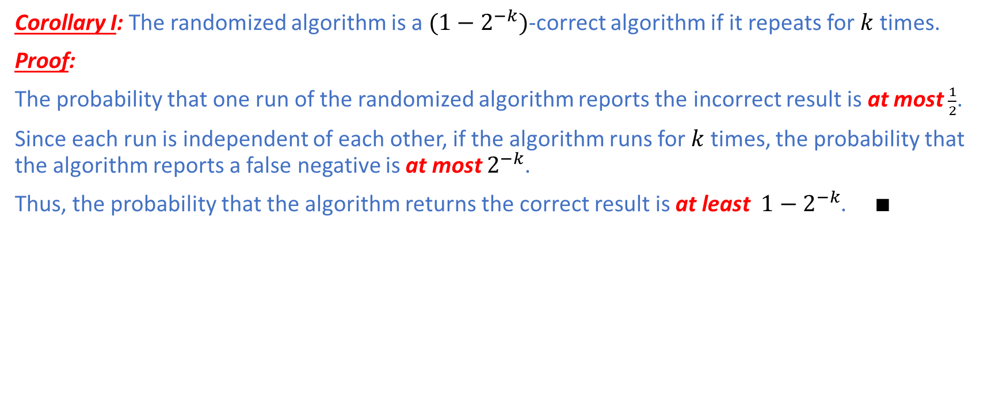 Corollary I: The randomized algorithm is a (1 − 2⁻ᵏ)-correct algorithm if it repeats for k times.
Proof:
The probability that one run of the randomized algorithm reports the incorrect result is at most 1/2.
Since each run is independent of each other, if the algorithm runs for k times, the probability that
the algorithm reports a false negative is at most 2⁻ᵏ.
Thus, the probability that the algorithm returns the correct result is at least 1 − 2⁻ᵏ. ■